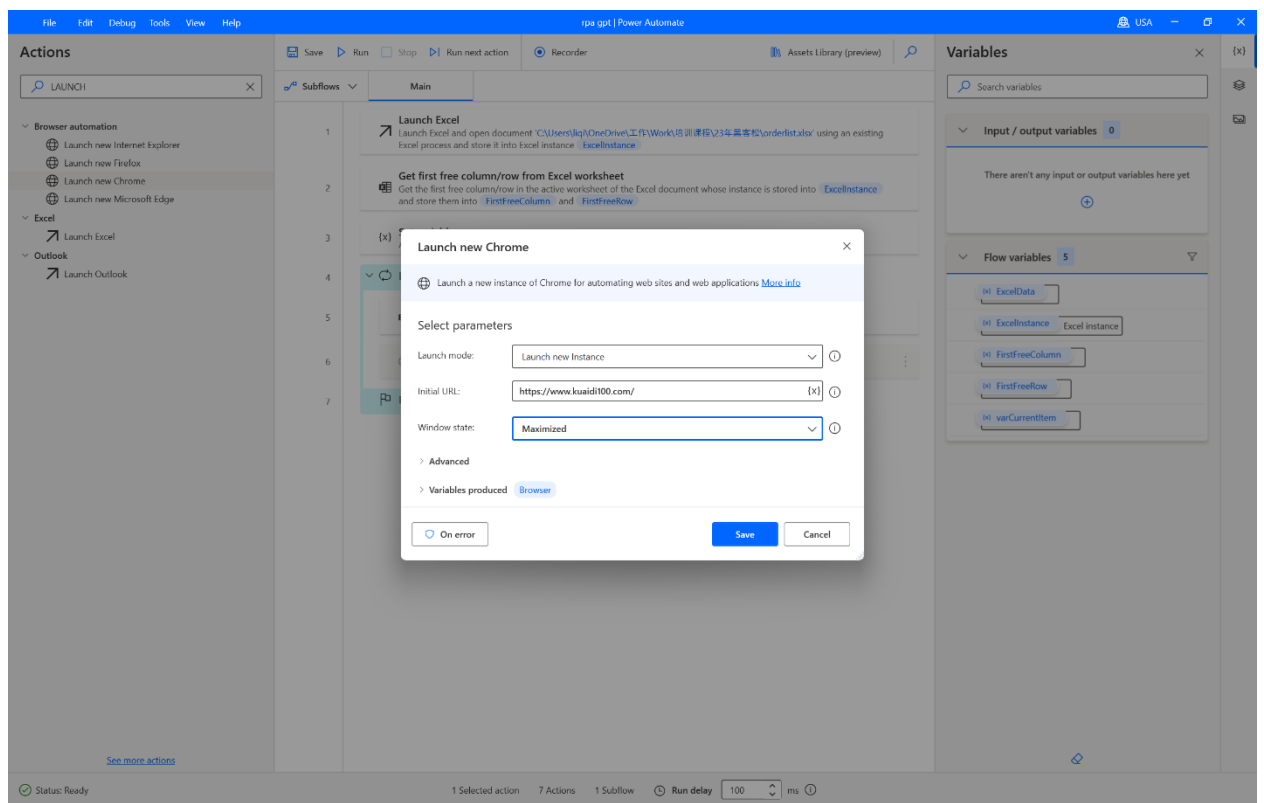 File Edit Debug Tools View Help
rpa gpt | Power Automate
USA
Actions
LAUNCH
Browser automation
Launch new Internet Explorer
Launch new Firefox
Launch new Chrome
Launch new Microsoft Edge
Excel
Launch Excel
Outlook
Launch Outlook
See more actions
Save Run Stop Run next action Recorder Assets Library (preview)
Subflows Main
1
Launch Excel
Launch Excel and open document 'C:\Users\liqi\OneDrive\工作\Work\培训课程\23年黑客松\orderlist.xlsx' using an existing
Excel process and store it into Excel instance ExcelInstance
2
Get first free column/row from Excel worksheet
Get the first free column/row in the active worksheet of the Excel document whose instance is stored into ExcelInstance
and store them into FirstFreeColumn and FirstFreeRow
3
{x}
4
5
6
7
Launch new Chrome
Launch a new instance of Chrome for automating web sites and web applications More info
Select parameters
Launch mode: Launch new Instance
Initial URL: https://www.kuaidi100.com/ {x}
Window state: Maximized
Advanced
Variables produced Browser
On error Save Cancel
Variables
{x}
Search variables
Input / output variables 0
There aren't any input or output variables here yet
Flow variables 5
(x) ExcelData
(x) ExcelInstance Excel instance
(x) FirstFreeColumn
(x) FirstFreeRow
(x) varCurrentItem
Status: Ready 1 Selected action 7 Actions 1 Subflow Run delay 100 ms